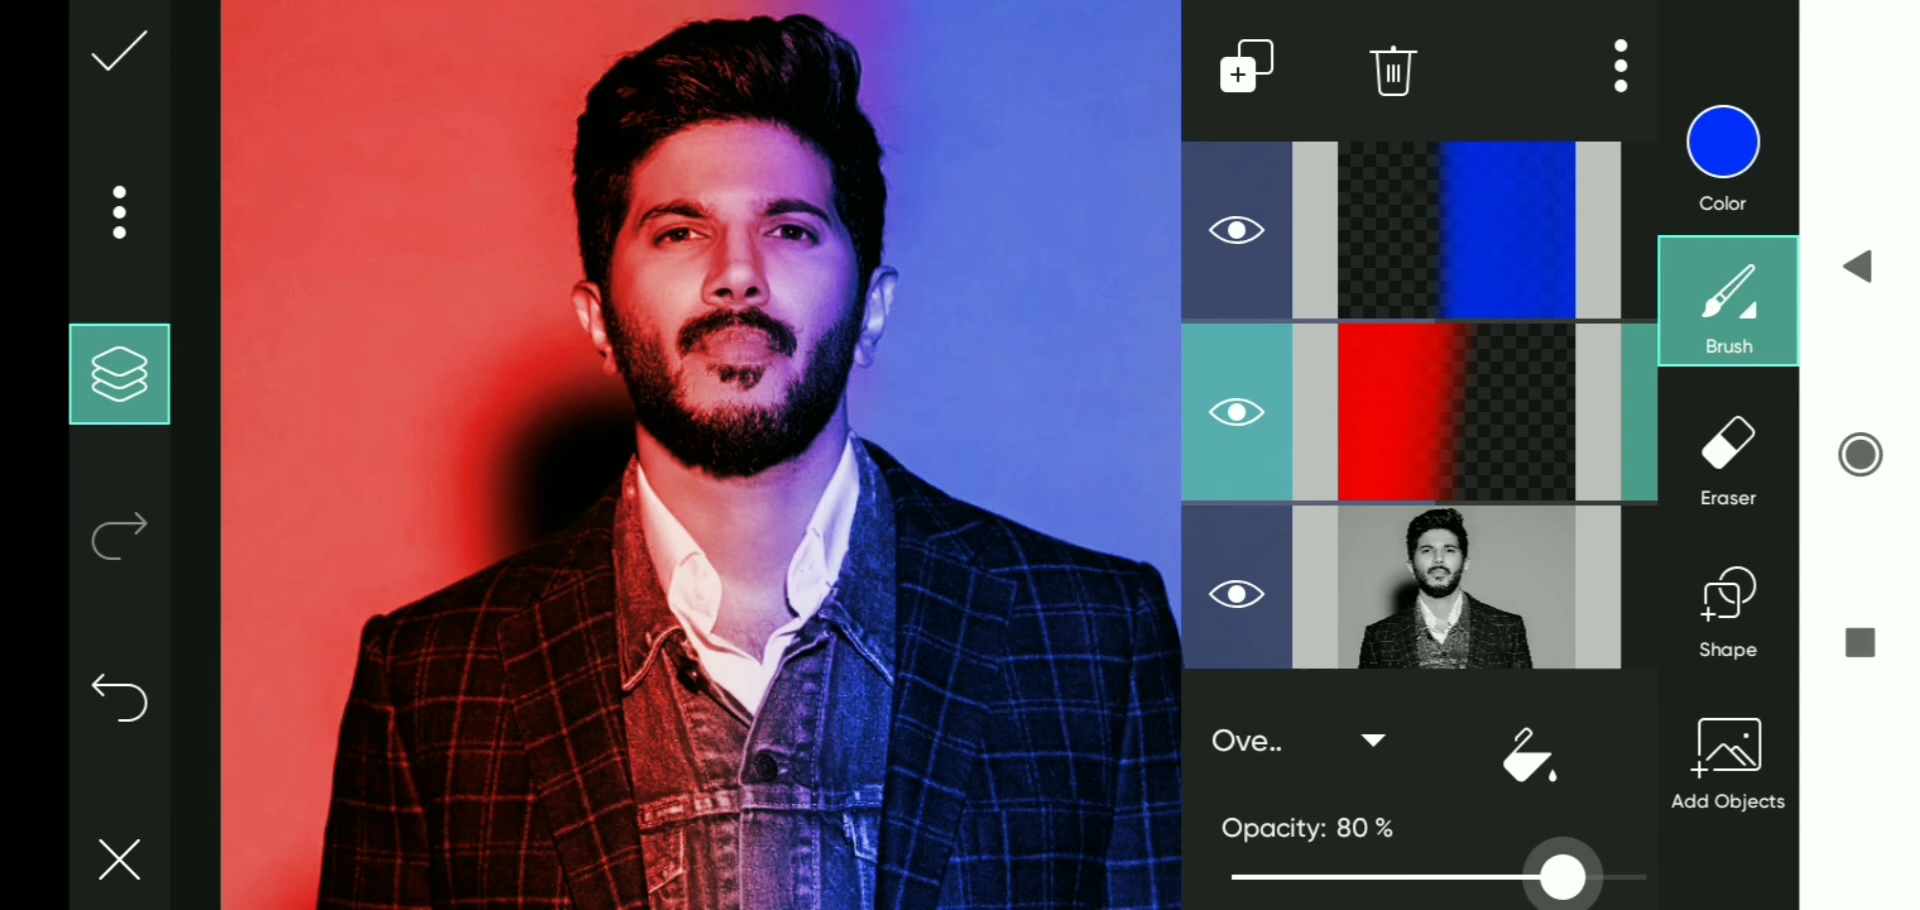 Color
Brush
Eraser
Shape
Add Objects
Ove..
Opacity: 80 %